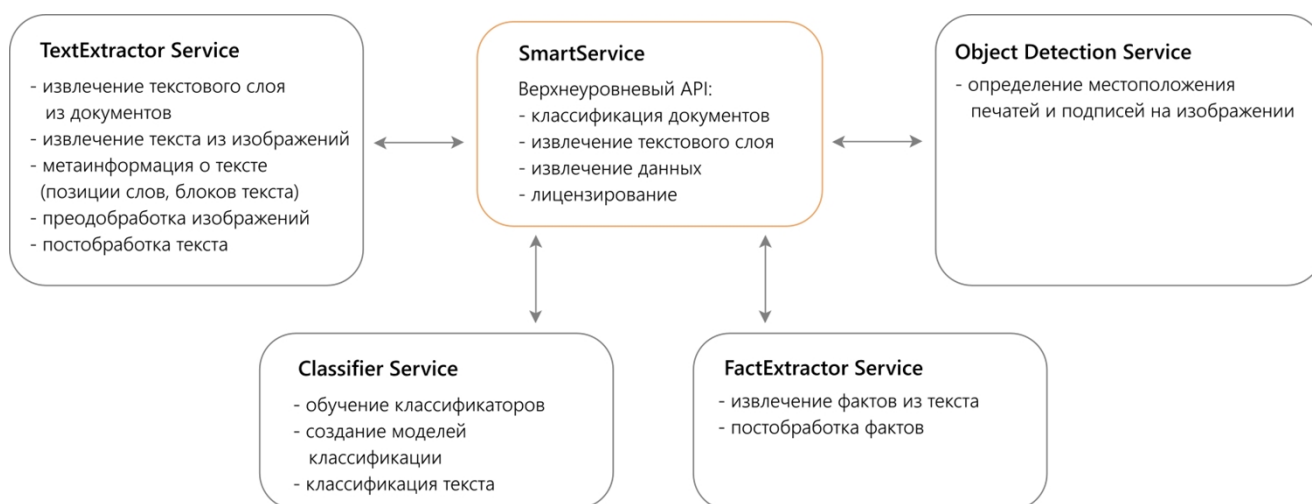 TextExtractor Service
- извлечение текстового слоя
из документов
- извлечение текста из изображений
- метаинформация о тексте
(позиции слов, блоков текста)
- преодобработка изображений
- постобработка текста
SmartService
Верхнеуровневый API:
- классификация документов
- извлечение текстового слоя
- извлечение данных
- лицензирование
Object Detection Service
- определение местоположения
печатей и подписей на изображении
Classifier Service
- обучение классификаторов
- создание моделей
классификации
- классификация текста
FactExtractor Service
- извлечение фактов из текста
- постобработка фактов